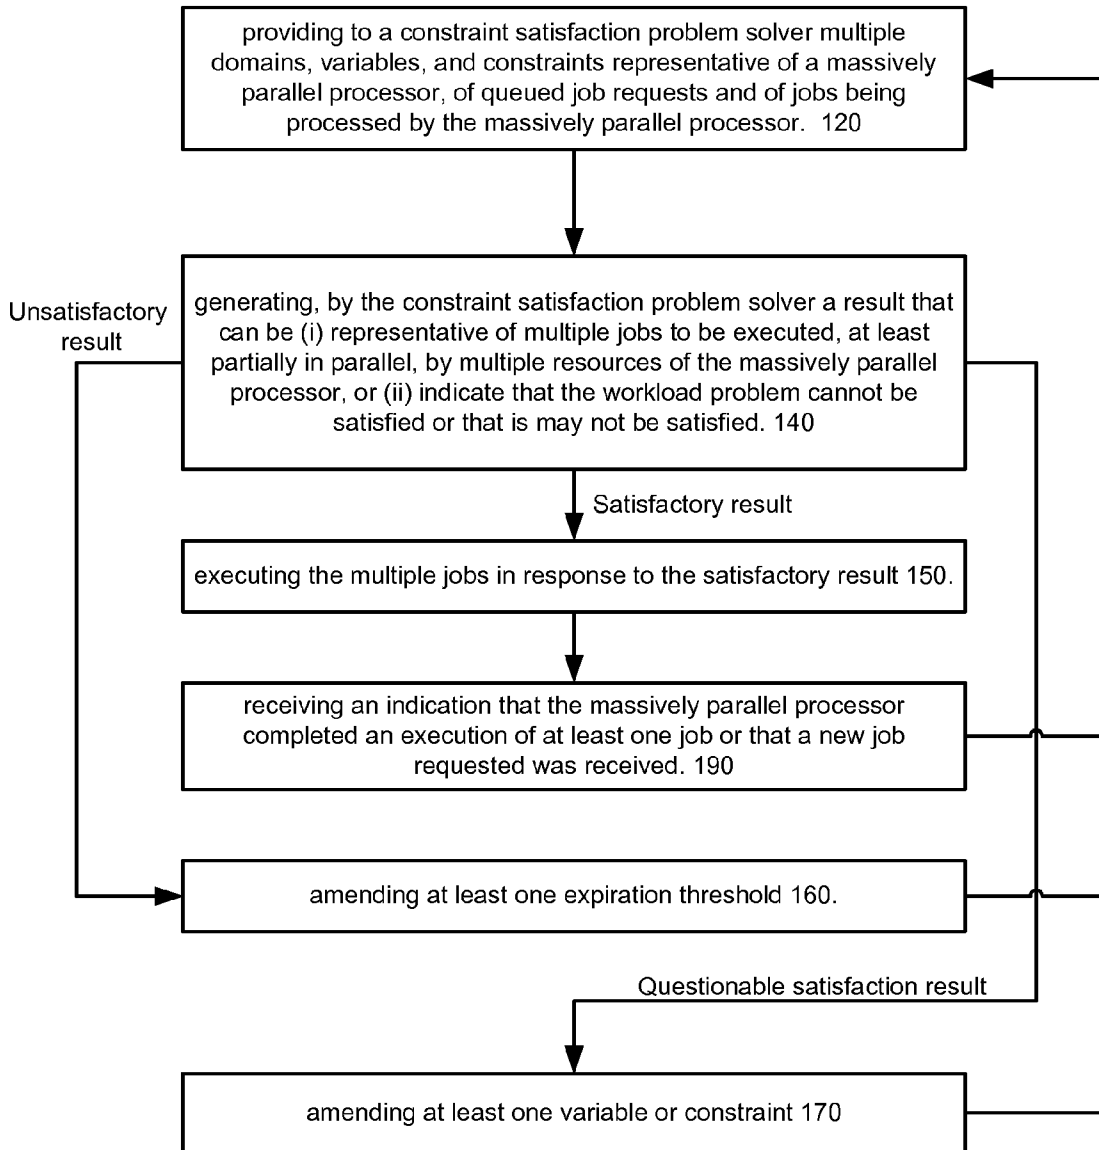 providing to a constraint satisfaction problem solver multiple
domains, variables, and constraints representative of a massively
parallel processor, of queued job requests and of jobs being
processed by the massively parallel processor. 120
Unsatisfactory
result
generating, by the constraint satisfaction problem solver a result that
can be (i) representative of multiple jobs to be executed, at least
partially in parallel, by multiple resources of the massively parallel
processor, or (ii) indicate that the workload problem cannot be
satisfied or that is may not be satisfied. 140
Satisfactory result
executing the multiple jobs in response to the satisfactory result 150.
receiving an indication that the massively parallel processor
completed an execution of at least one job or that a new job
requested was received. 190
amending at least one expiration threshold 160.
Questionable satisfaction result
amending at least one variable or constraint 170